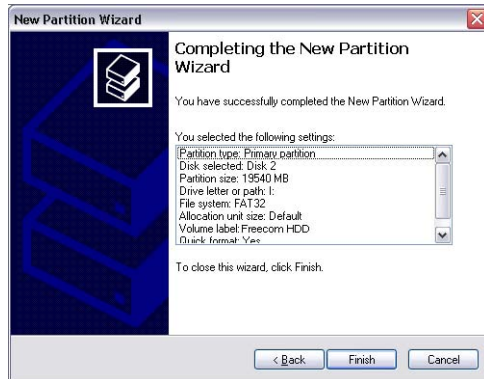 New Partition Wizard
Completing the New Partition
Wizard
You have successfully completed the New Partition Wizard.
You selected the following settings:
Partition type: Primary partition
Disk selected: Disk 2
Partition size: 19540 MB
Drive letter or path: I:
File system: FAT32
Allocation unit size: Default
Volume label: Freecom HDD
Quick format: Yes
To close this wizard, click Finish.
< Back
Finish
Cancel